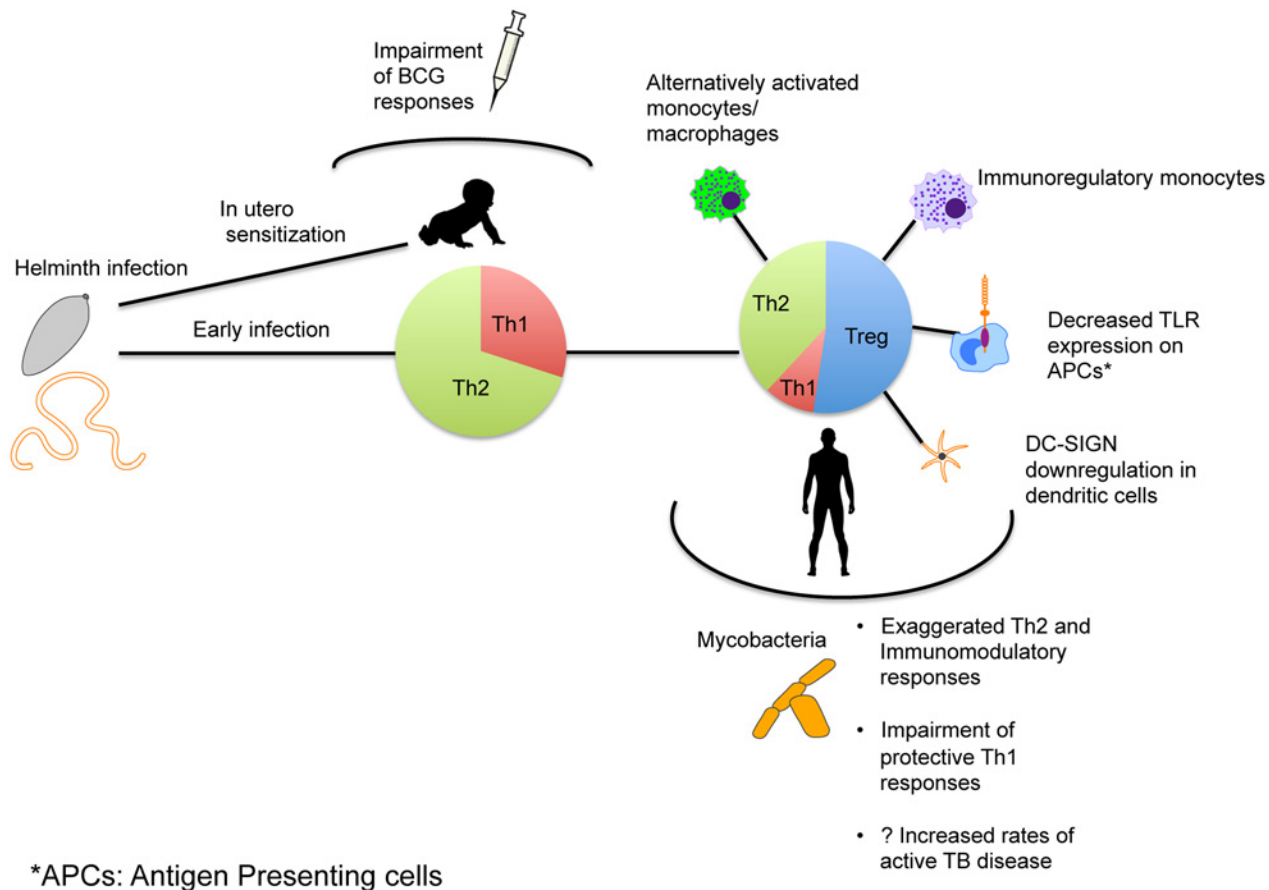 Impairment
of BCG
responses
In utero
sensitization
Helminth infection
Early infection
Th1
Th2
Alternatively activated
monocytes/
macrophages
Immunoregulatory monocytes
Th2
Treg
Th1
Decreased TLR
expression on
APCs*
DC-SIGN
downregulation in
dendritic cells
Mycobacteria
• Exaggerated Th2 and
Immunomodulatory
responses
• Impairment of
protective Th1
responses
• ? Increased rates of
active TB disease
*APCs: Antigen Presenting cells